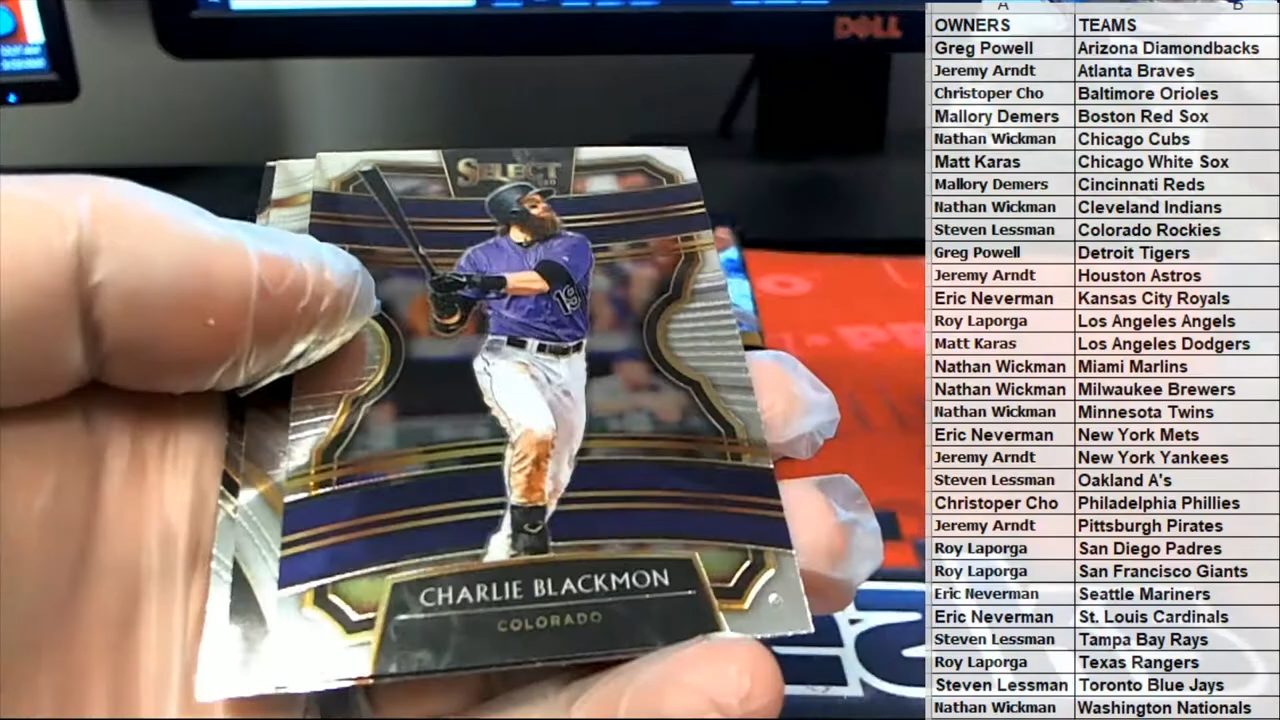 DELL
SELECT
19
CHARLIE BLACKMON
COLORADO
A B
OWNERS TEAMS
Greg Powell Arizona Diamondbacks
Jeremy Arndt Atlanta Braves
Christoper Cho Baltimore Orioles
Mallory Demers Boston Red Sox
Nathan Wickman Chicago Cubs
Matt Karas Chicago White Sox
Mallory Demers Cincinnati Reds
Nathan Wickman Cleveland Indians
Steven Lessman Colorado Rockies
Greg Powell Detroit Tigers
Jeremy Arndt Houston Astros
Eric Neverman Kansas City Royals
Roy Laporga Los Angeles Angels
Matt Karas Los Angeles Dodgers
Nathan Wickman Miami Marlins
Nathan Wickman Milwaukee Brewers
Nathan Wickman Minnesota Twins
Eric Neverman New York Mets
Jeremy Arndt New York Yankees
Steven Lessman Oakland A's
Christoper Cho Philadelphia Phillies
Jeremy Arndt Pittsburgh Pirates
Roy Laporga San Diego Padres
Roy Laporga San Francisco Giants
Eric Neverman Seattle Mariners
Eric Neverman St. Louis Cardinals
Steven Lessman Tampa Bay Rays
Roy Laporga Texas Rangers
Steven Lessman Toronto Blue Jays
Nathan Wickman Washington Nationals